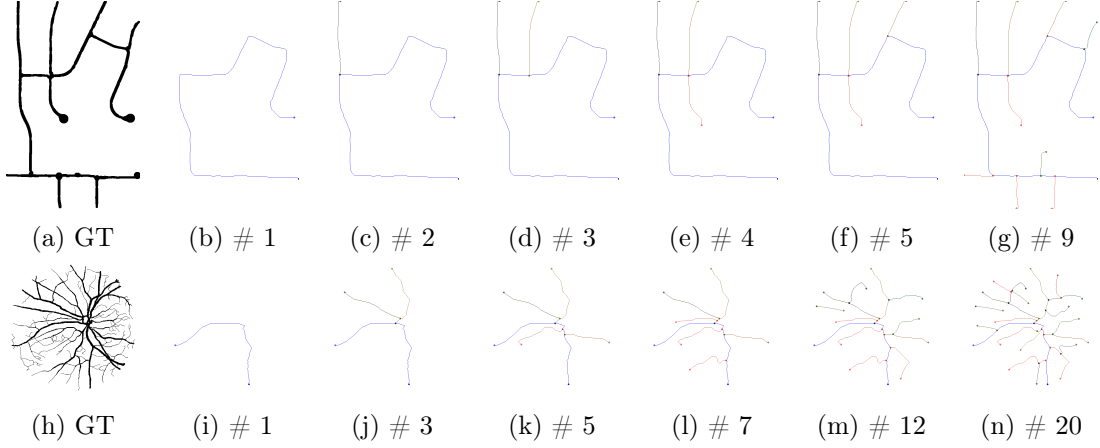 (a) GT (b) # 1 (c) # 2 (d) # 3 (e) # 4 (f) # 5 (g) # 9
(h) GT (i) # 1 (j) # 3 (k) # 5 (l) # 7 (m) # 12 (n) # 20